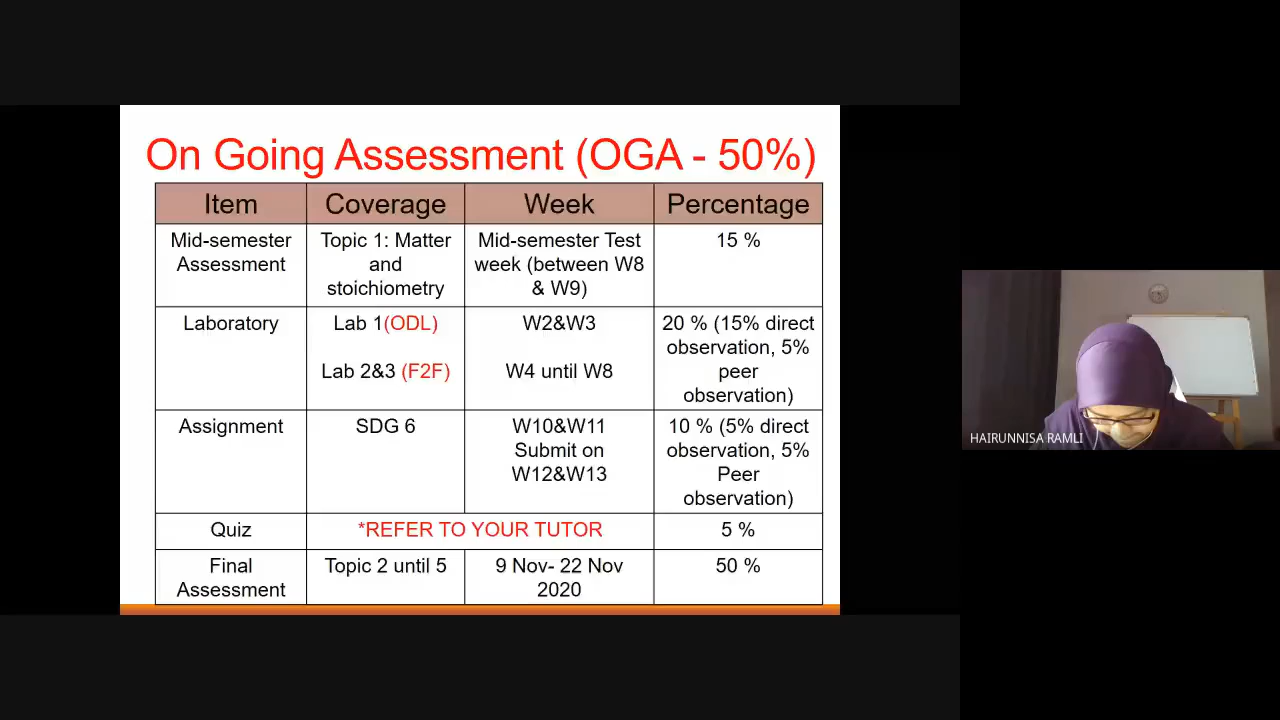 On Going Assessment (OGA - 50%)
Item Coverage Week Percentage
Mid-semester Assessment
Topic 1: Matter and stoichiometry
Mid-semester Test week (between W8 & W9)
15 %
Laboratory
Lab 1(ODL)
Lab 2&3 (F2F)
W2&W3
W4 until W8
20 % (15% direct observation, 5% peer observation)
Assignment
SDG 6
W10&W11
Submit on W12&W13
10 % (5% direct observation, 5% Peer observation)
Quiz
*REFER TO YOUR TUTOR
5 %
Final Assessment
Topic 2 until 5
9 Nov- 22 Nov 2020
50 %
HAIRUNNISA RAMLI